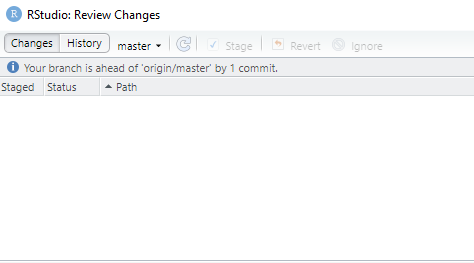 R RStudio: Review Changes
Changes History master Stage Revert Ignore
Your branch is ahead of 'origin/master' by 1 commit.
Staged Status Path